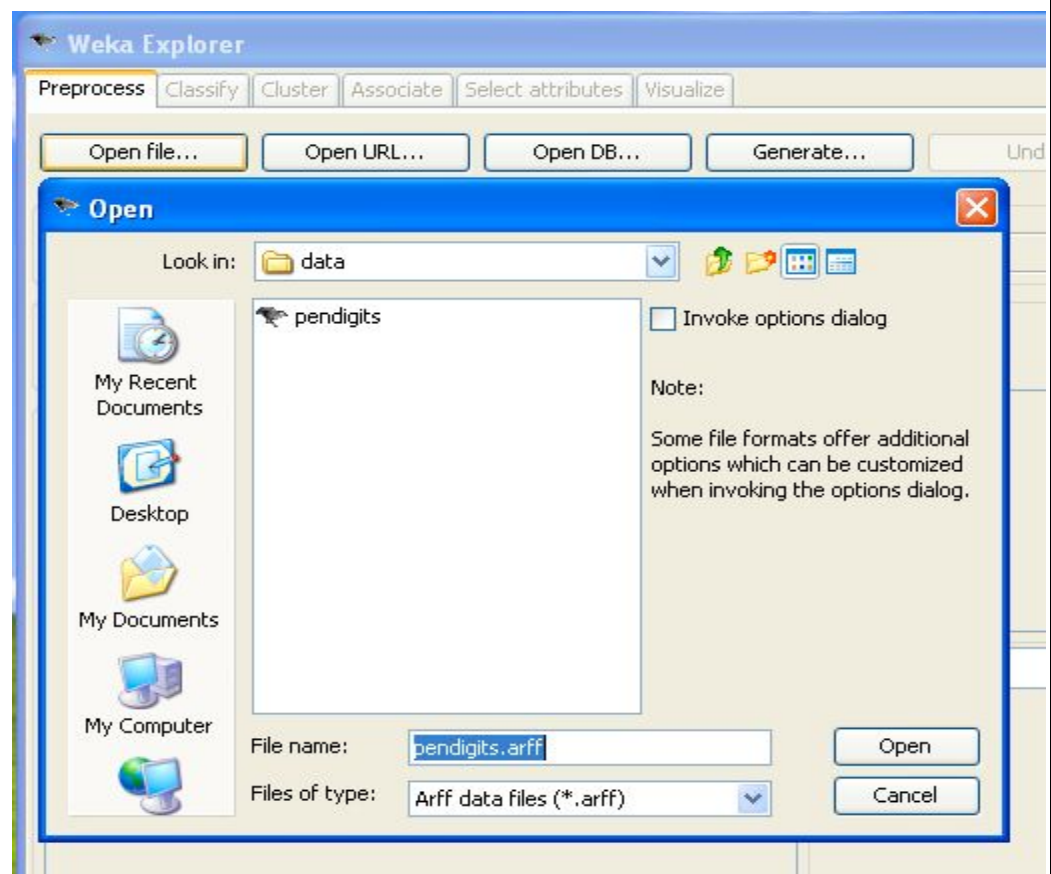 Weka Explorer
Preprocess Classify Cluster Associate Select attributes Visualize
Open file... Open URL... Open DB... Generate... Und
Open
Look in: data
pendigits
Invoke options dialog
Note:
Some file formats offer additional
options which can be customized
when invoking the options dialog.
My Recent
Documents
Desktop
My Documents
My Computer
File name: pendigits.arff Open
Files of type: Arff data files (*.arff) Cancel